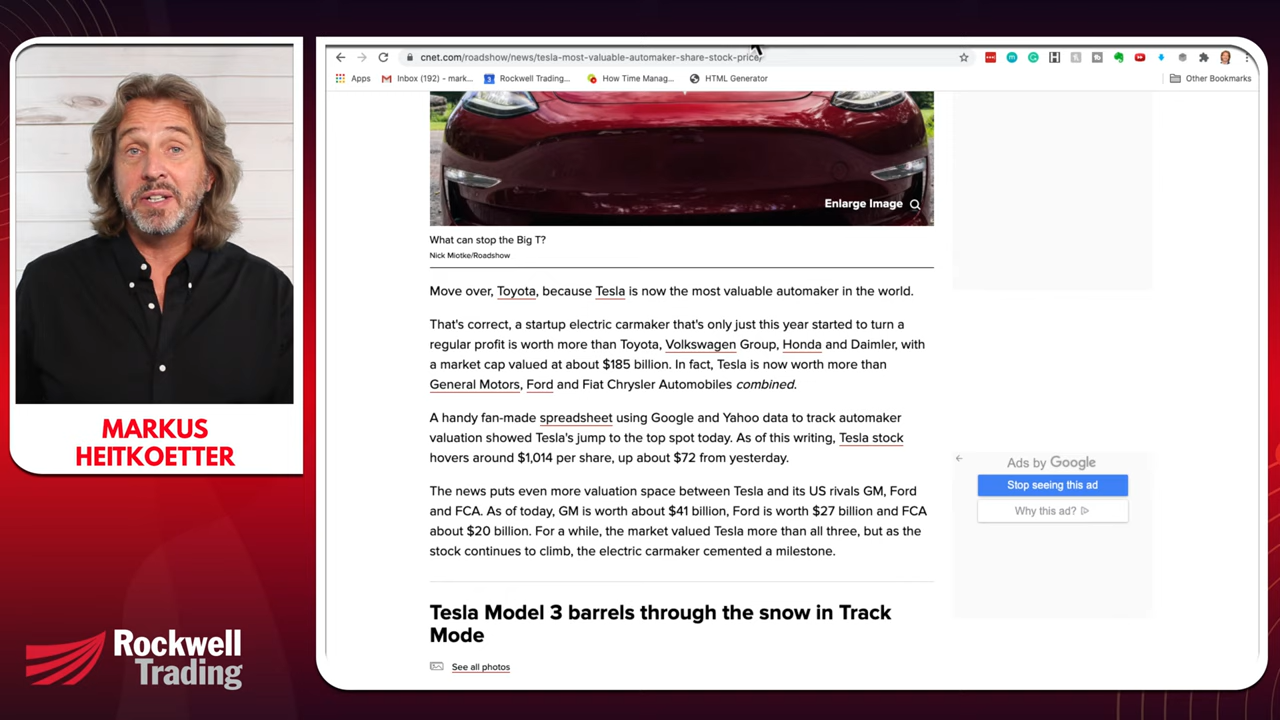 cnet.com/roadshow/news/tesla-most-valuable-automaker-share-stock-price/
Apps
Inbox (192) - mark...
Rockwell Trading...
How Time Manag...
HTML Generator
Other Bookmarks
Enlarge Image
What can stop the Big T?
Nick Miotke/Roadshow
Move over, Toyota, because Tesla is now the most valuable automaker in the world.
That's correct, a startup electric carmaker that's only just this year started to turn a
regular profit is worth more than Toyota, Volkswagen Group, Honda and Daimler, with
a market cap valued at about $185 billion. In fact, Tesla is now worth more than
General Motors, Ford and Fiat Chrysler Automobiles combined.
A handy fan-made spreadsheet using Google and Yahoo data to track automaker
valuation showed Tesla's jump to the top spot today. As of this writing, Tesla stock
hovers around $1,014 per share, up about $72 from yesterday.
The news puts even more valuation space between Tesla and its US rivals GM, Ford
and FCA. As of today, GM is worth about $41 billion, Ford is worth $27 billion and FCA
about $20 billion. For a while, the market valued Tesla more than all three, but as the
stock continues to climb, the electric carmaker cemented a milestone.
Tesla Model 3 barrels through the snow in Track
Mode
See all photos
Ads by Google
Stop seeing this ad
Why this ad?
MARKUS
HEITKOETTER
Rockwell
Trading